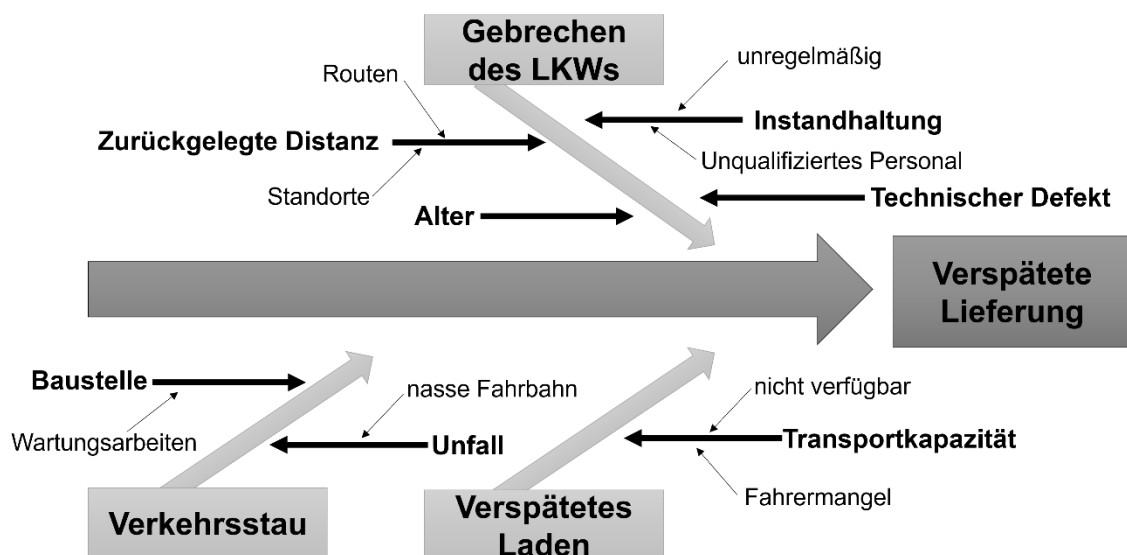 Gebrechen
des LKWs
unregelmäßig
Routen
Instandhaltung
Zurückgelegte Distanz
Unqualifiziertes Personal
Standorte
Technischer Defekt
Alter
Verspätete
Lieferung
Baustelle
nasse Fahrbahn
nicht verfügbar
Wartungsarbeiten
Unfall
Transportkapazität
Fahrermangel
Verkehrsstau
Verspätetes
Laden